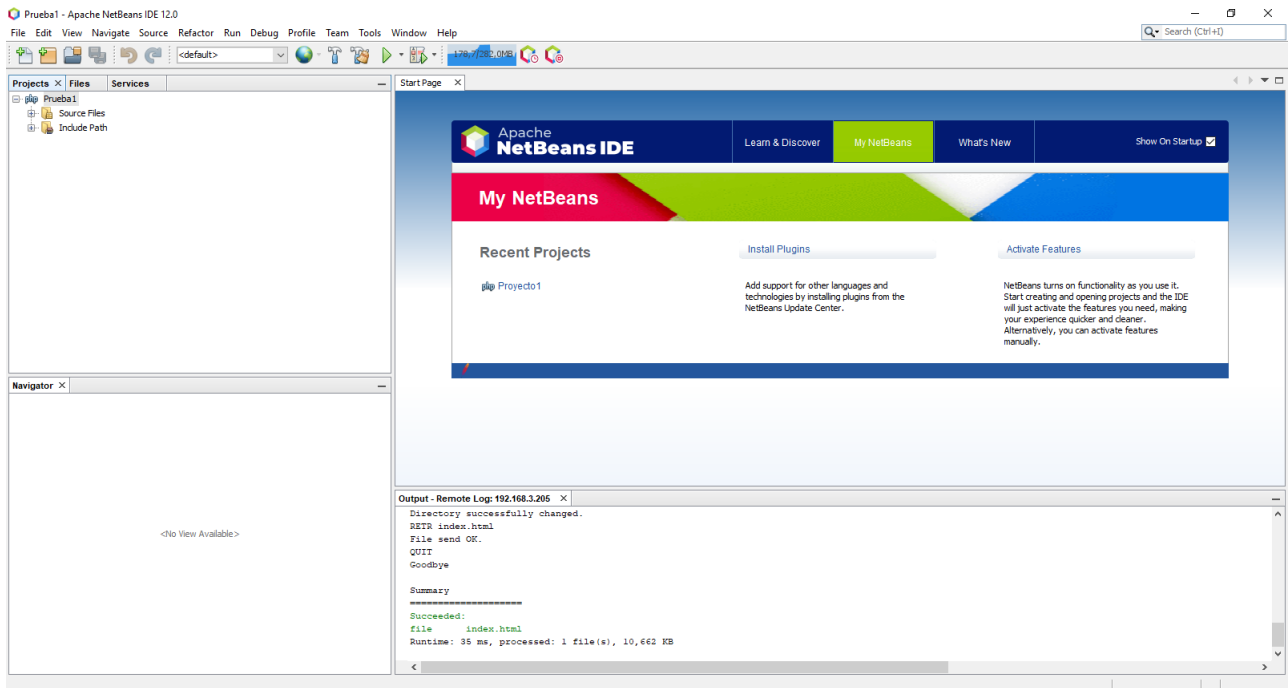 Prueba1 - Apache NetBeans IDE 12.0
File Edit View Navigate Source Refactor Run Debug Profile Team Tools Window Help
Search (Ctrl+I)
<default>
178,7/282,0MB
Projects Files Services
Start Page
php Prueba1
Source Files
Include Path
Apache
NetBeans IDE
Learn & Discover
My NetBeans
What's New
Show On Startup
My NetBeans
Recent Projects
php Proyecto1
Install Plugins
Add support for other languages and
technologies by installing plugins from the
NetBeans Update Center.
Activate Features
NetBeans turns on functionality as you use it.
Start creating and opening projects and the IDE
will just activate the features you need, making
your experience quicker and cleaner.
Alternatively, you can activate features
manually.
Navigator
<No View Available>
Output - Remote Log: 192.168.3.205
Directory successfully changed.
RETR index.html
File send OK.
QUIT
Goodbye
Summary
====================
Succeeded:
file index.html
Runtime: 35 ms, processed: 1 file(s), 10,662 KB